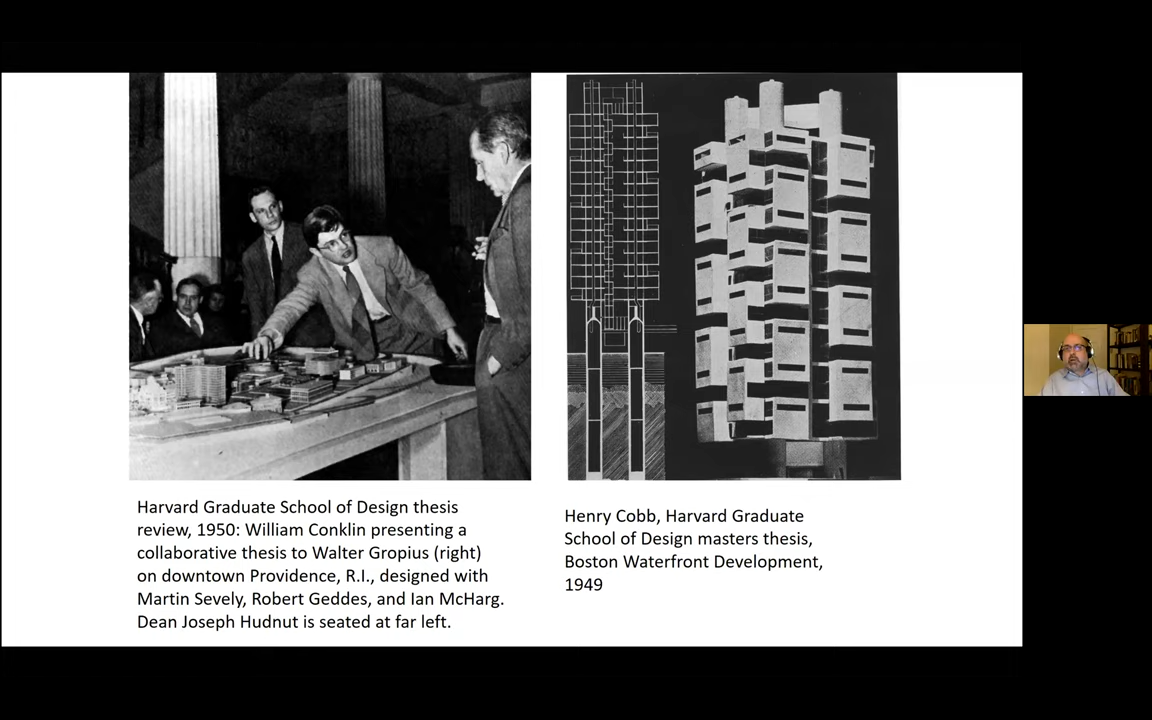 Harvard Graduate School of Design thesis
review, 1950: William Conklin presenting a
collaborative thesis to Walter Gropius (right)
on downtown Providence, R.I., designed with
Martin Sevely, Robert Geddes, and Ian McHarg.
Dean Joseph Hudnut is seated at far left.
Henry Cobb, Harvard Graduate
School of Design masters thesis,
Boston Waterfront Development,
1949